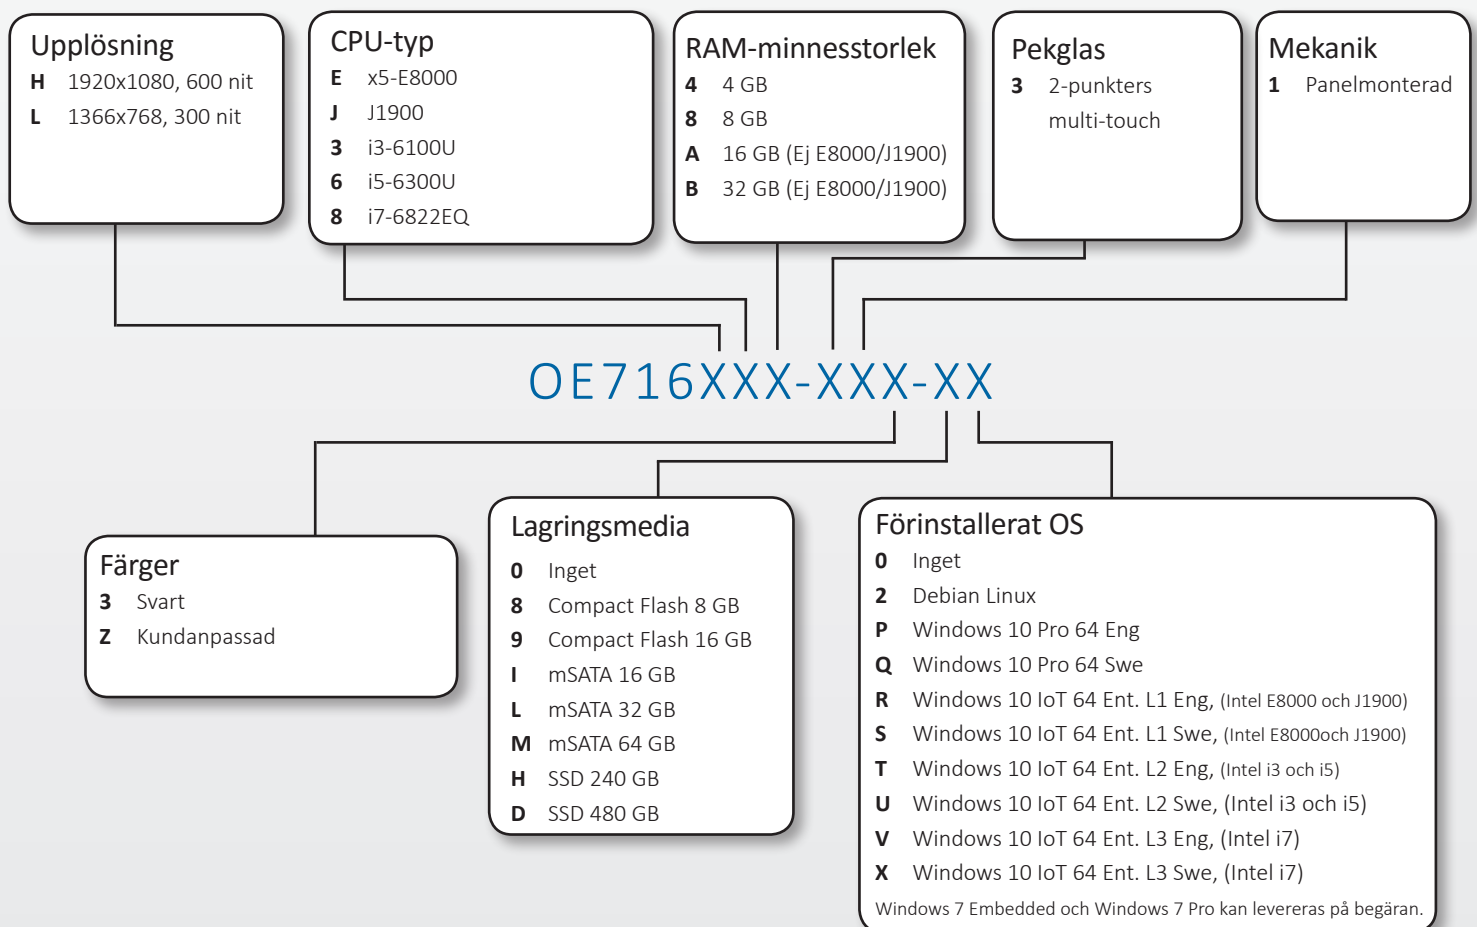 Upplösning
H 1920x1080, 600 nit
L 1366x768, 300 nit
CPU-typ
E x5-E8000
J J1900
3 i3-6100U
6 i5-6300U
8 i7-6822EQ
RAM-minnesstorlek
4 4 GB
8 8 GB
A 16 GB (Ej E8000/J1900)
B 32 GB (Ej E8000/J1900)
Pekglas
3 2-punkters
multi-touch
Mekanik
1 Panelmonterad
OE716XXX-XXX-XX
Färger
3 Svart
Z Kundanpassad
Lagringsmedia
0 Inget
8 Compact Flash 8 GB
9 Compact Flash 16 GB
I mSATA 16 GB
L mSATA 32 GB
M mSATA 64 GB
H SSD 240 GB
D SSD 480 GB
Förinstallerat OS
0 Inget
2 Debian Linux
P Windows 10 Pro 64 Eng
Q Windows 10 Pro 64 Swe
R Windows 10 IoT 64 Ent. L1 Eng, (Intel E8000 och J1900)
S Windows 10 IoT 64 Ent. L1 Swe, (Intel E8000och J1900)
T Windows 10 IoT 64 Ent. L2 Eng, (Intel i3 och i5)
U Windows 10 IoT 64 Ent. L2 Swe, (Intel i3 och i5)
V Windows 10 IoT 64 Ent. L3 Eng, (Intel i7)
X Windows 10 IoT 64 Ent. L3 Swe, (Intel i7)
Windows 7 Embedded och Windows 7 Pro kan levereras på begäran.